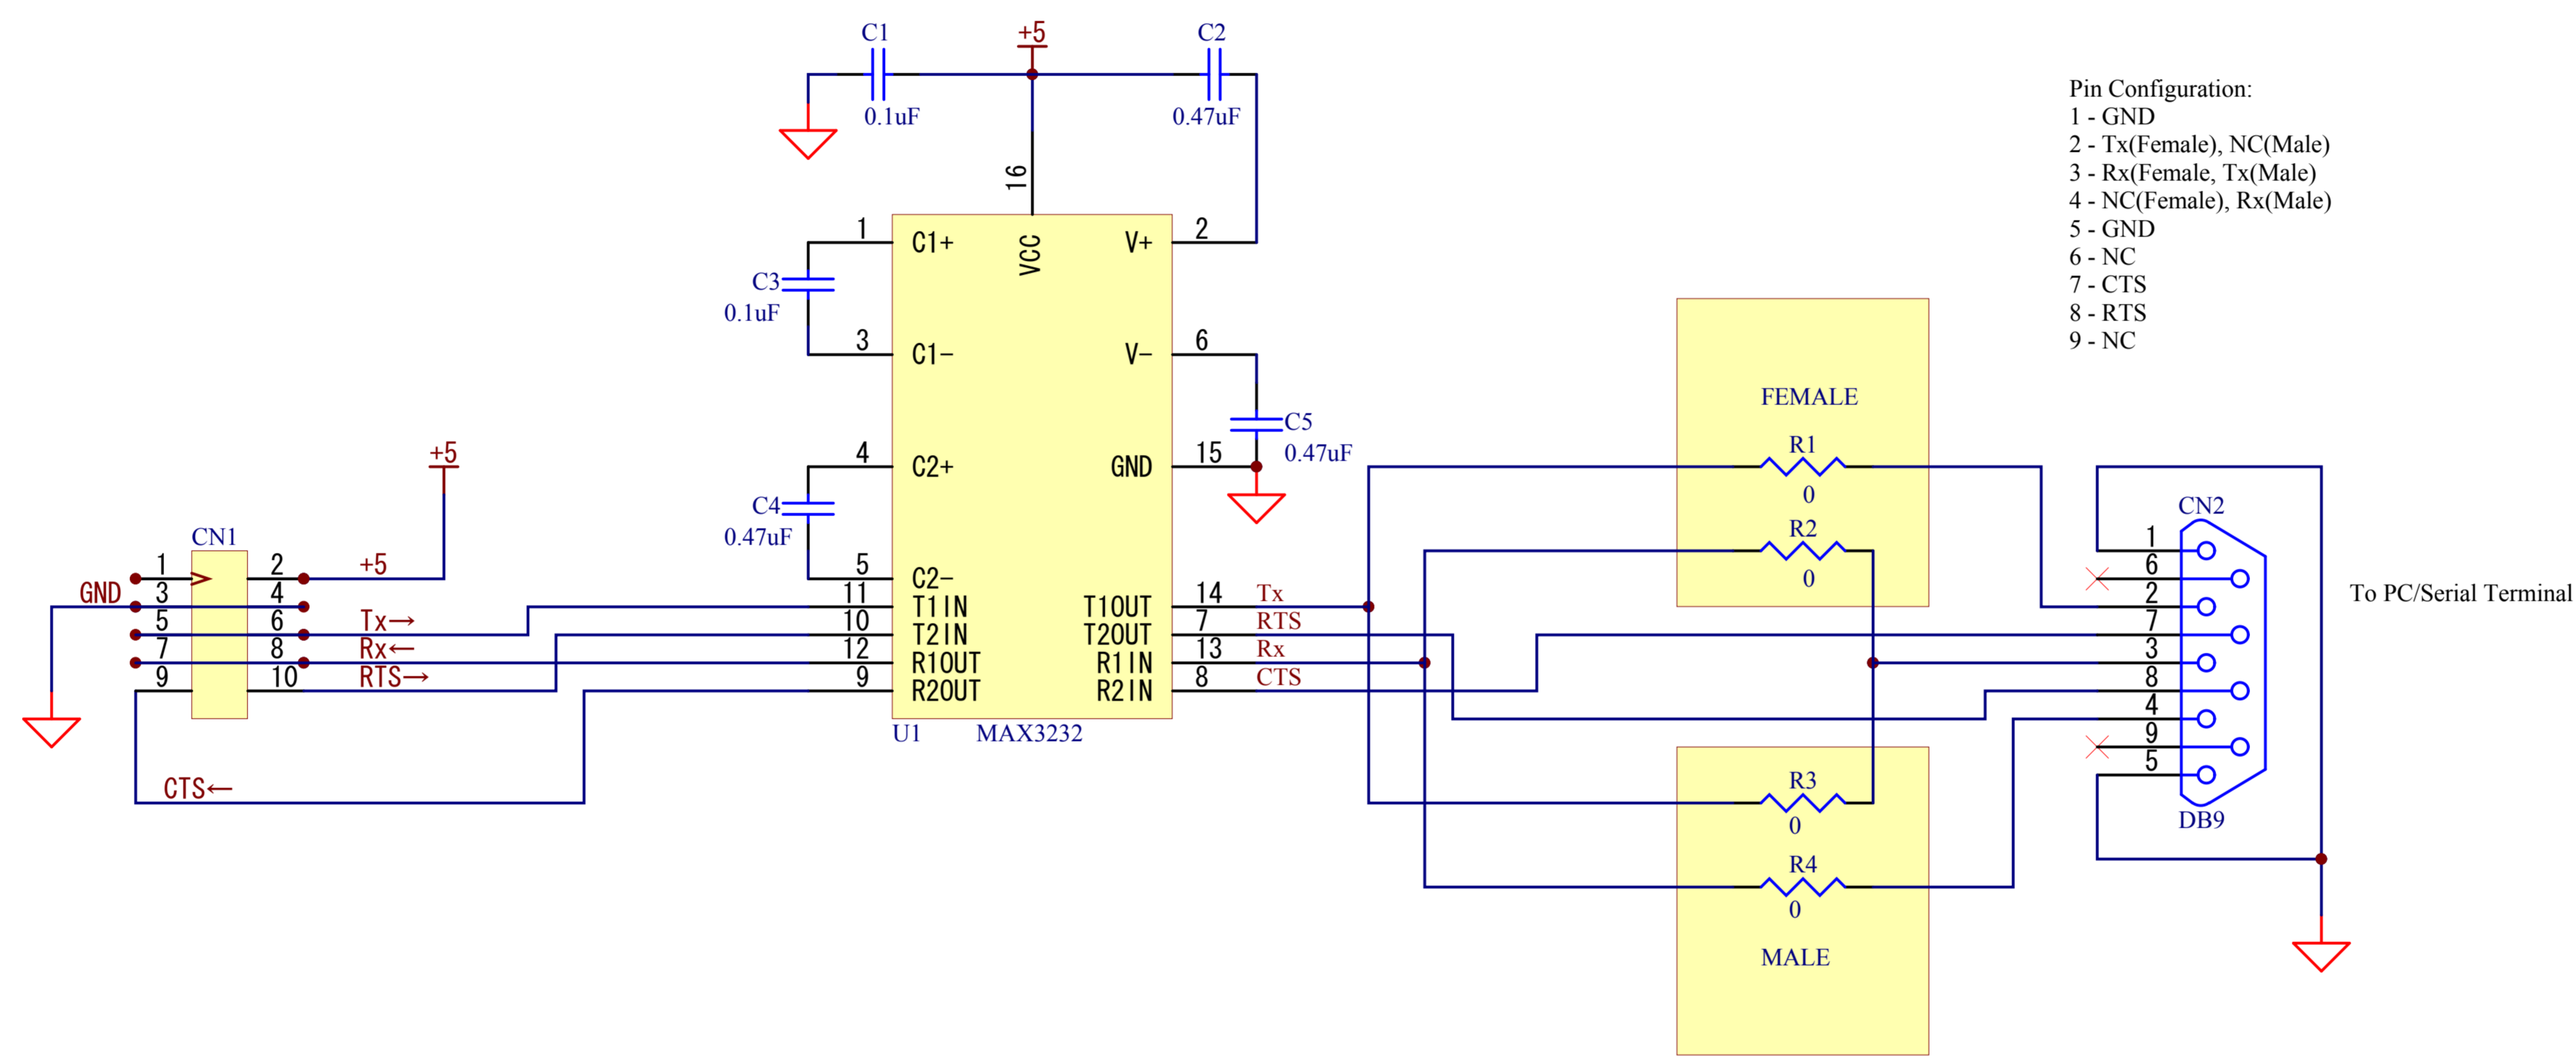 C1
+5
C2
0.1uF
0.47uF
Pin Configuration:
1 - GND
2 - Tx(Female), NC(Male)
3 - Rx(Female, Tx(Male)
4 - NC(Female), Rx(Male)
5 - GND
6 - NC
7 - CTS
8 - RTS
9 - NC
16
VCC
1
C1+
V+
2
C3
0.1uF
3
C1-
V-
6
C5
0.47uF
4
C2+
GND
15
C4
0.47uF
5
C2-
11
T1IN
T1OUT
14
Tx
10
T2IN
T2OUT
7
RTS
12
R1OUT
R1IN
13
Rx
9
R2OUT
R2IN
8
CTS
U1
MAX3232
+5
CN1
1
2
+5
GND
3
4
5
6
Tx→
7
8
Rx←
9
10
RTS→
CTS←
FEMALE
R1
0
R2
0
R3
0
R4
0
MALE
CN2
1
6
2
7
3
8
4
9
5
DB9
To PC/Serial Terminal